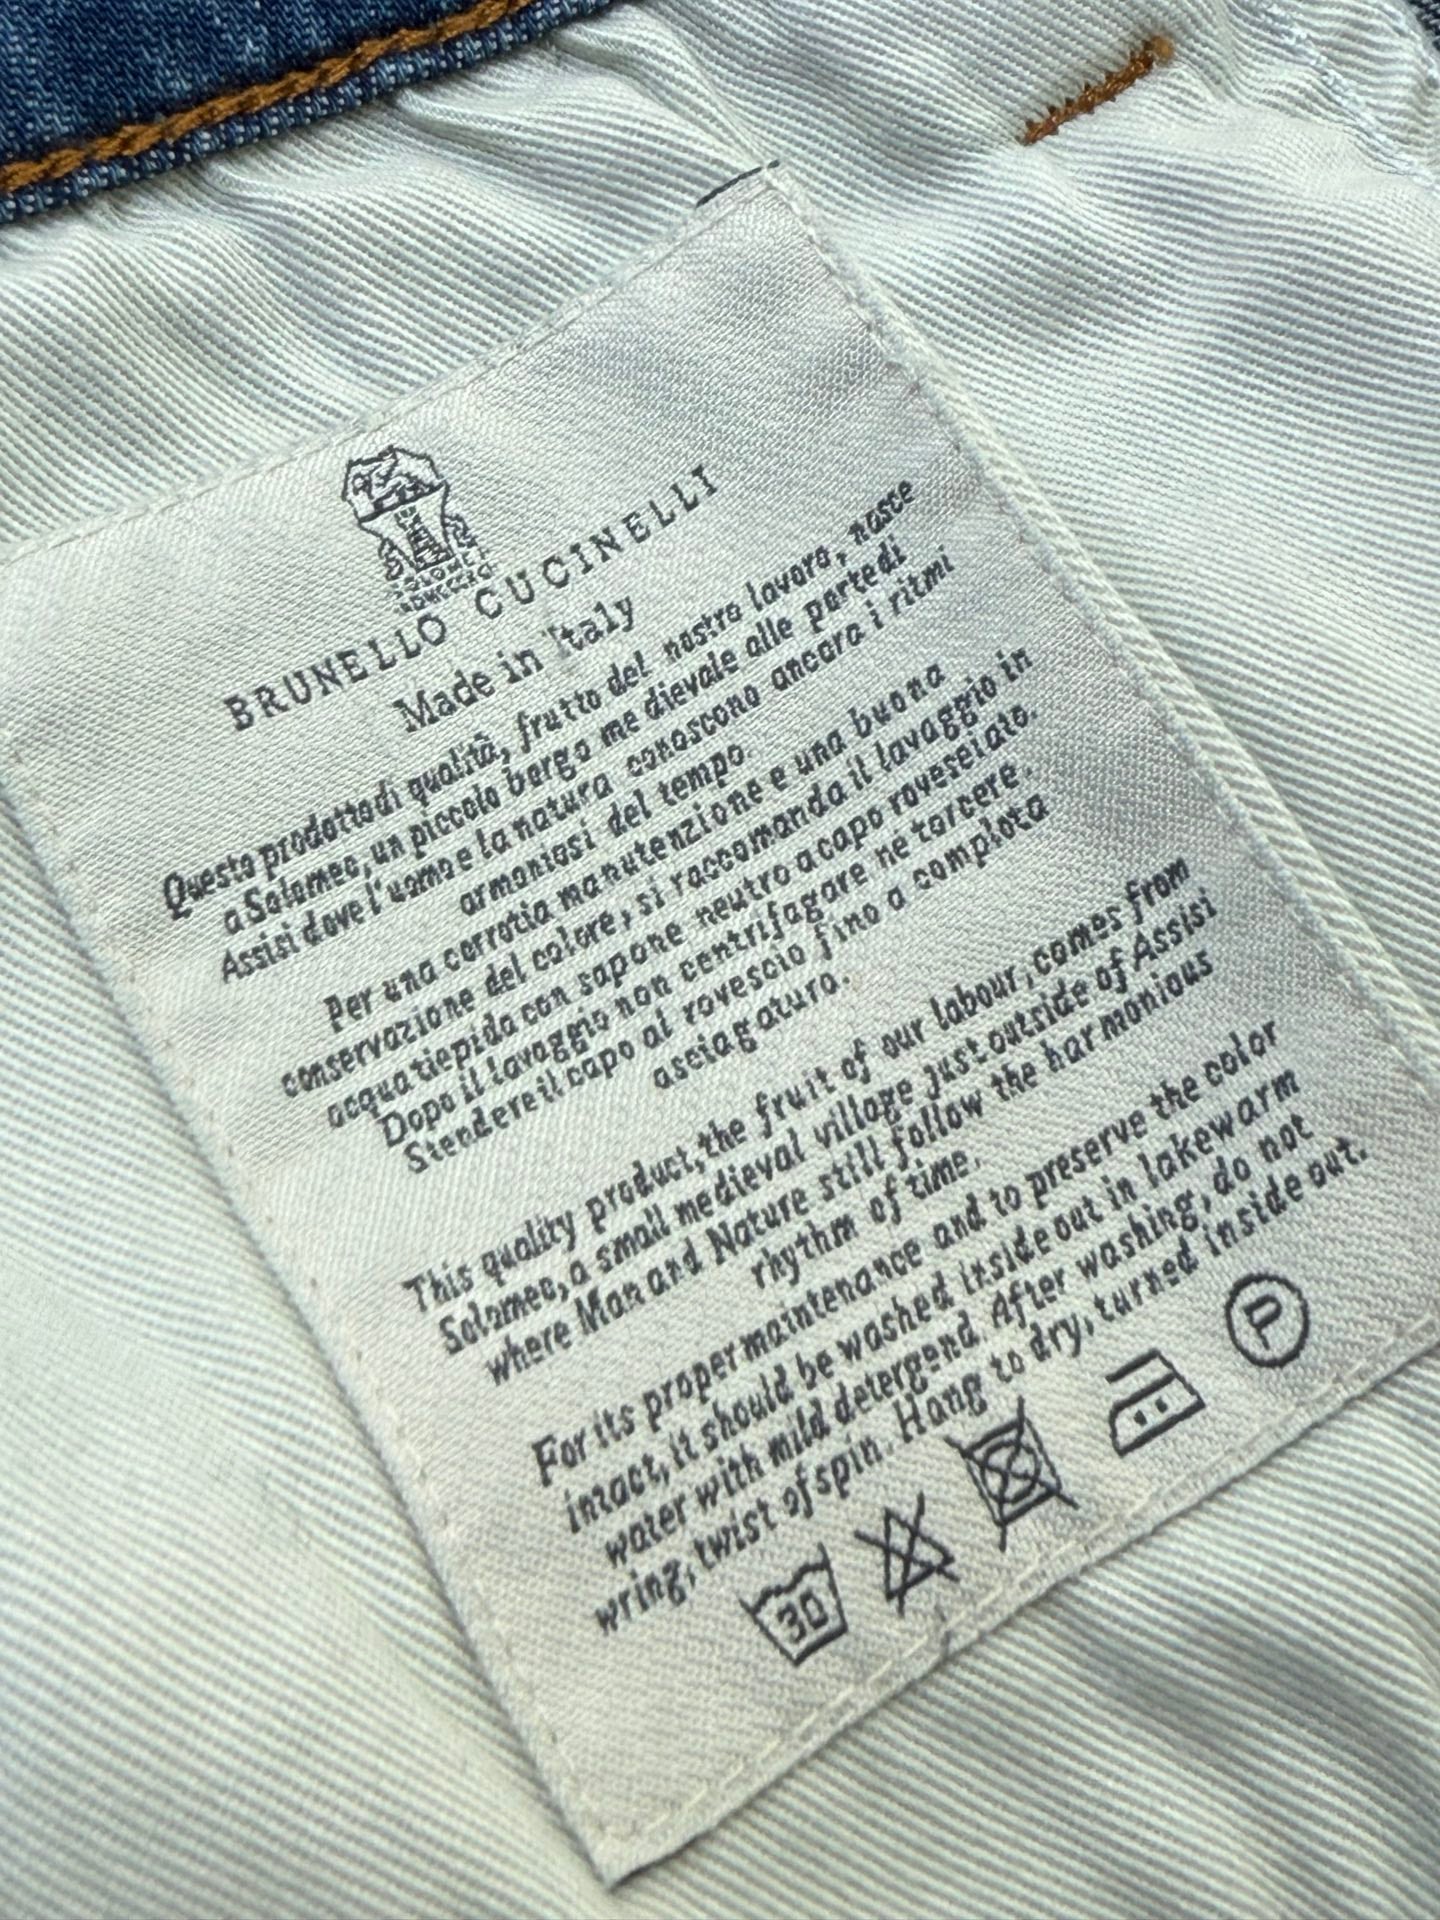 BRUNELLO CUCINELLI
Made in Italy
Questo prodotto di qualità, frutto del nostro lavoro, nasce
a Solomeo, un piccolo borgo me dievale alle porte di
Assisi dove l'uomo e la natura conoscono ancora i ritmi
armoniosi del tempo.
Per una corrotta manutenzione e una buona
conservazione del colore, si raccomanda il lavaggio in
acqua tiepida con sapone neutro a capo rovesciato.
Dopo il lavaggio non centrifagare né torcere.
Stendere il capo al rovescio fino a complota
asciagatura.
This quality product, the fruit of our labour, comes from
Solomeo, a small medieval village just outside of Assisi
where Man and Nature still follow the harmonious
rhythm of time.
For its proper maintenance and to preserve the color
intact, it should be washed inside out in lakewarm
water with mild detergend. After washing, do not
wring, twist of spin. Hang to dry, turned inside out.
30
P